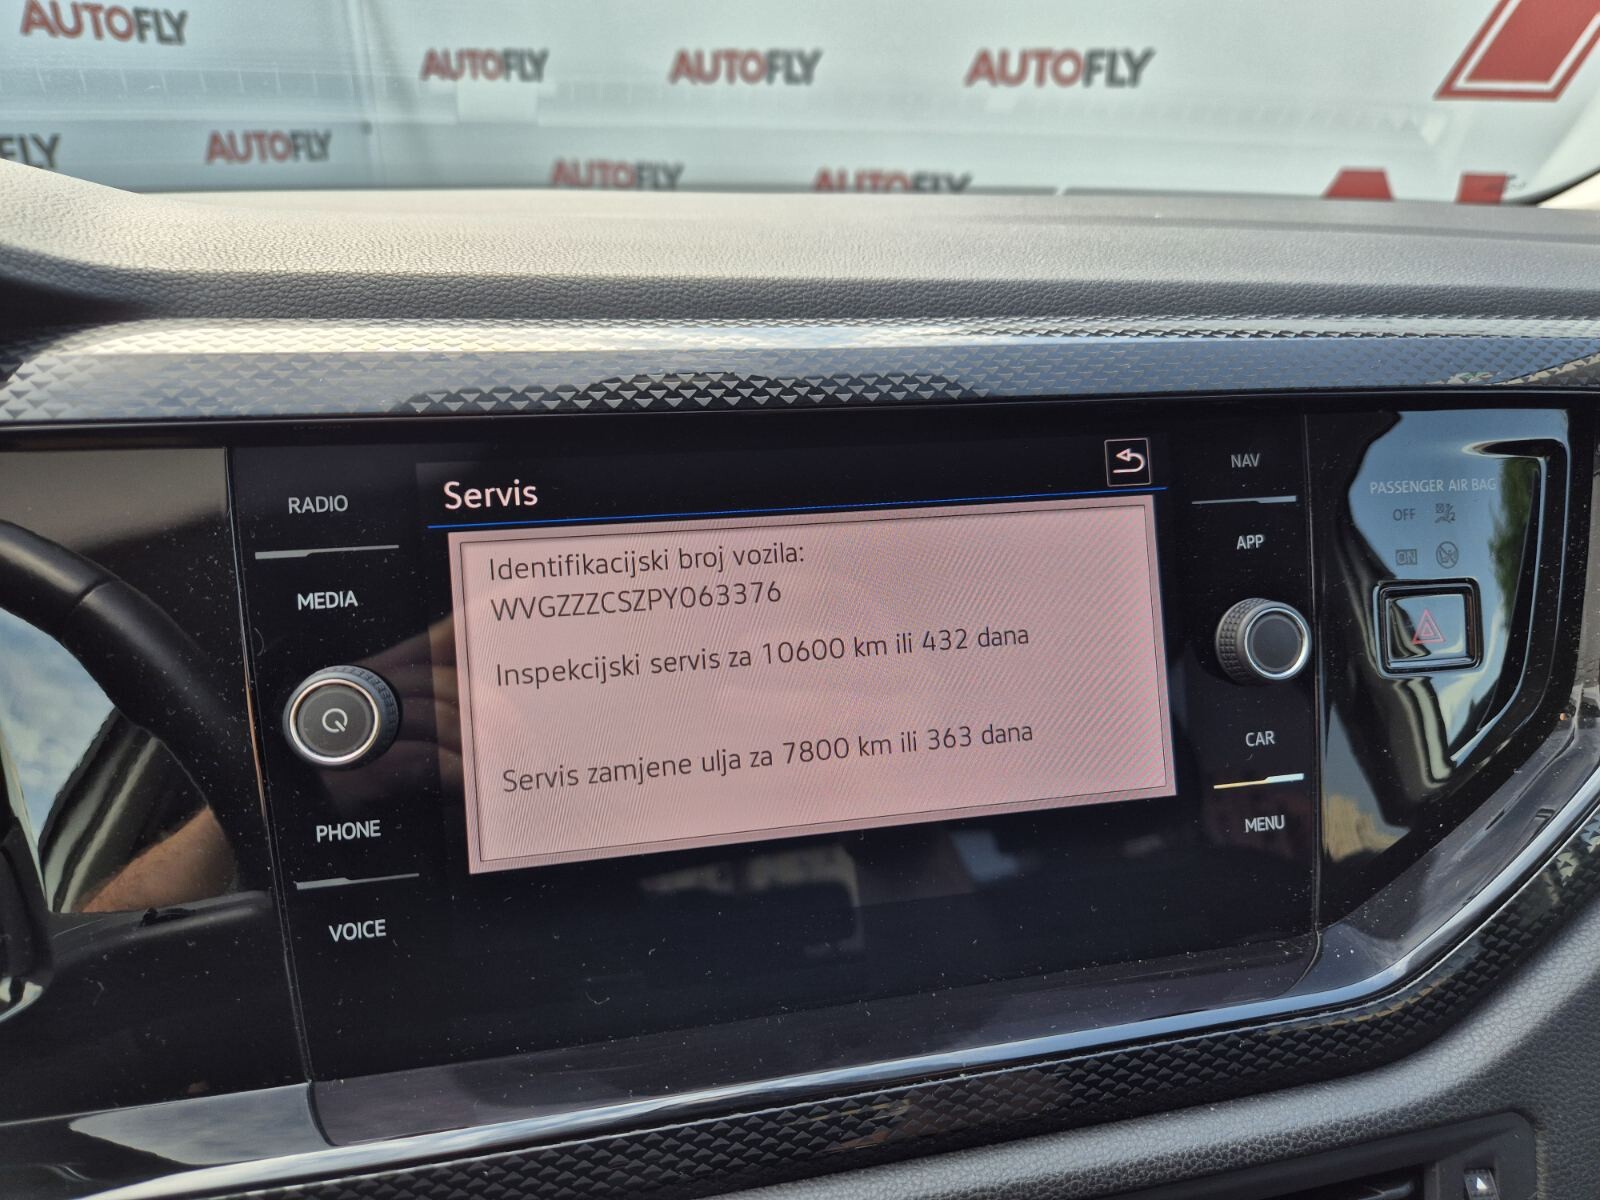 AUTOFLY
AUTOFLY AUTOFLY AUTOFLY
FLY AUTOFLY AUTOFLY AUTOFLY
RADIO
MEDIA
PHONE
VOICE
Servis
Identifikacijski broj vozila:
WVGZZZCSZPY063376
Inspekcijski servis za 10600 km ili 432 dana
Servis zamjene ulja za 7800 km ili 363 dana
NAV
APP
CAR
MENU
PASSENGER AIR BAG
OFF
ON